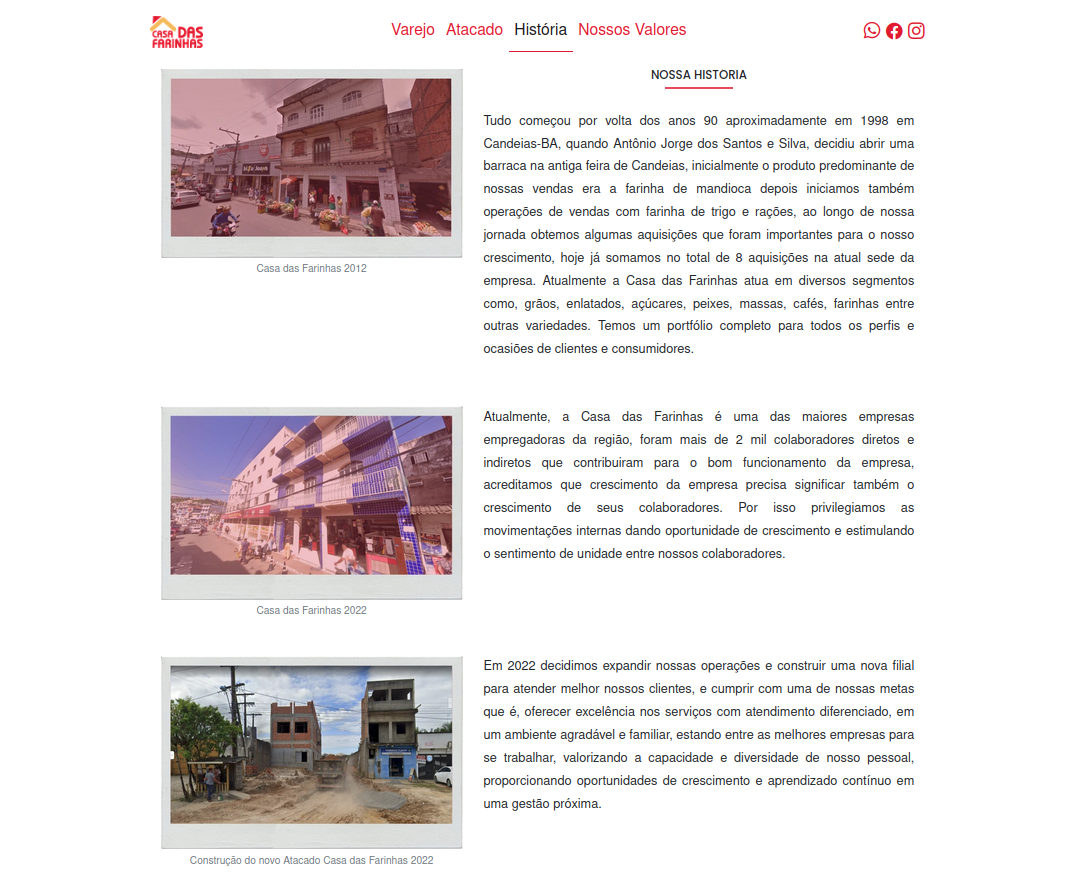 CASA DAS
FARINHAS
Varejo Atacado História Nossos Valores
NOSSA HISTORIA
Tudo começou por volta dos anos 90 aproximadamente em 1998 em
Candeias-BA, quando Antônio Jorge dos Santos e Silva, decidiu abrir uma
barraca na antiga feira de Candeias, inicialmente o produto predominante de
nossas vendas era a farinha de mandioca depois iniciamos também
operações de vendas com farinha de trigo e rações, ao longo de nossa
jornada obtemos algumas aquisições que foram importantes para o nosso
crescimento, hoje já somamos no total de 8 aquisições na atual sede da
empresa. Atualmente a Casa das Farinhas atua em diversos segmentos
como, grãos, enlatados, açúcares, peixes, massas, cafés, farinhas entre
outras variedades. Temos um portfólio completo para todos os perfis e
ocasiões de clientes e consumidores.
Casa das Farinhas 2012
Atualmente, a Casa das Farinhas é uma das maiores empresas
empregadoras da região, foram mais de 2 mil colaboradores diretos e
indiretos que contribuiram para o bom funcionamento da empresa,
acreditamos que crescimento da empresa precisa significar também o
crescimento de seus colaboradores. Por isso privilegiamos as
movimentações internas dando oportunidade de crescimento e estimulando
o sentimento de unidade entre nossos colaboradores.
Casa das Farinhas 2022
Em 2022 decidimos expandir nossas operações e construir uma nova filial
para atender melhor nossos clientes, e cumprir com uma de nossas metas
que é, oferecer excelência nos serviços com atendimento diferenciado, em
um ambiente agradável e familiar, estando entre as melhores empresas para
se trabalhar, valorizando a capacidade e diversidade de nosso pessoal,
proporcionando oportunidades de crescimento e aprendizado contínuo em
uma gestão próxima.
Construção do novo Atacado Casa das Farinhas 2022